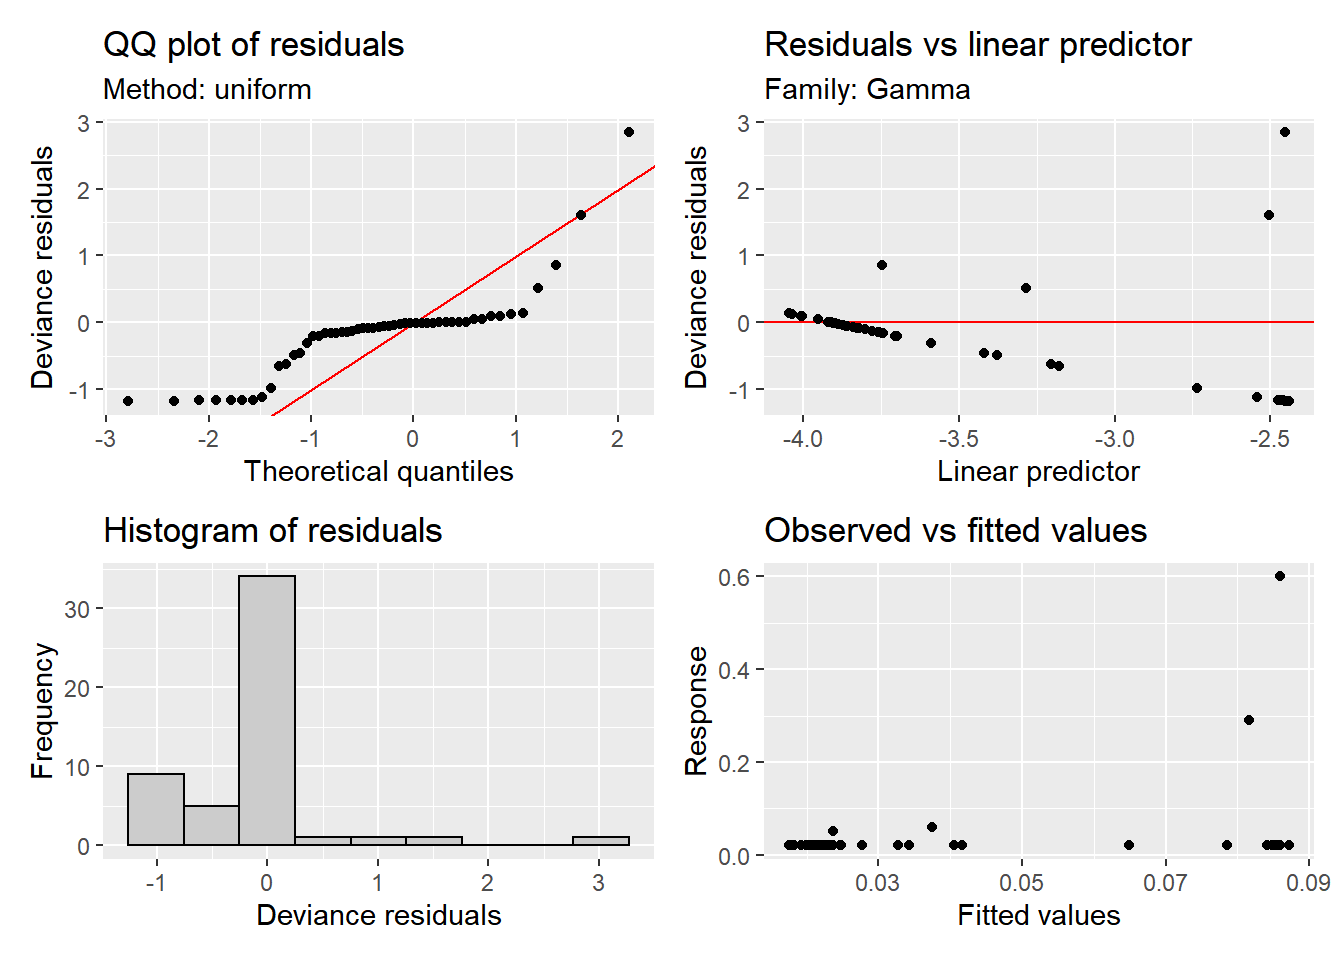 QQ plot of residuals
Method: uniform
Deviance residuals
3
2
1
0
-1
-3
-2
-1
0
1
2
Theoretical quantiles
Residuals vs linear predictor
Family: Gamma
Deviance residuals
3
2
1
0
-1
-4.0
-3.5
-3.0
-2.5
Linear predictor
Histogram of residuals
Frequency
30
20
10
0
-1
0
1
2
3
Deviance residuals
Observed vs fitted values
Response
0.6
0.4
0.2
0.0
0.03
0.05
0.07
0.09
Fitted values